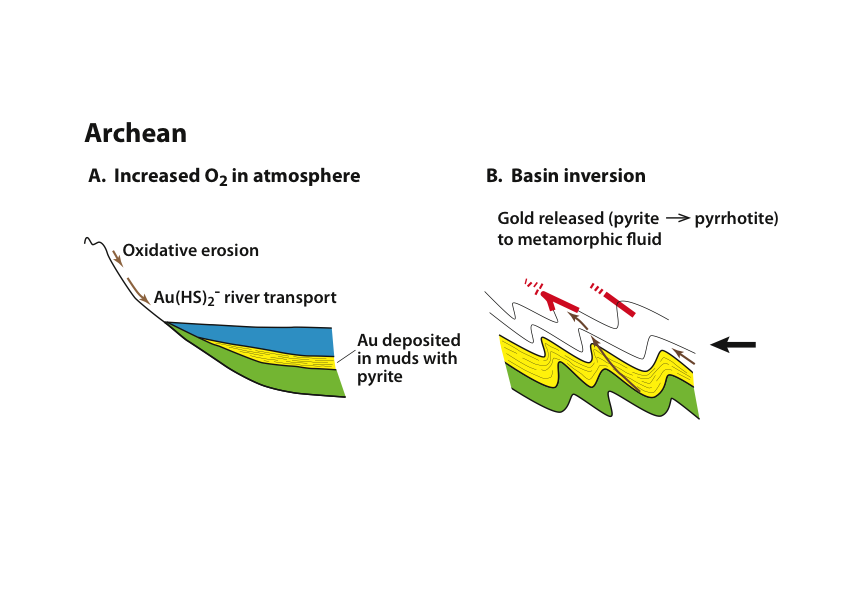 Archean
A. Increased O₂ in atmosphere
Oxidative erosion
Au(HS)₂⁻ river transport
Au deposited
in muds with
pyrite
B. Basin inversion
Gold released (pyrite → pyrrhotite)
to metamorphic fluid